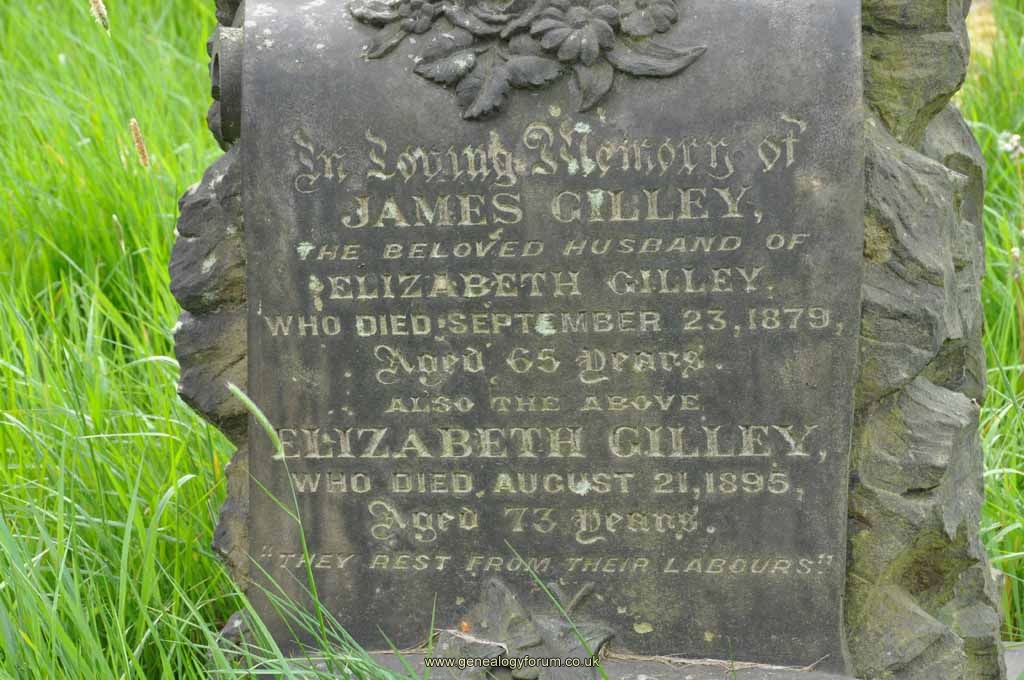 In Loving Memory of
JAMES GILLEY,
THE BELOVED HUSBAND OF
ELIZABETH GILLEY.
WHO DIED SEPTEMBER 23, 1879,
Aged 65 Years.
ALSO THE ABOVE
ELIZABETH GILLEY,
WHO DIED AUGUST 21, 1895,
Aged 73 Years.
"THEY REST FROM THEIR LABOURS."
www.genealogyforum.co.uk